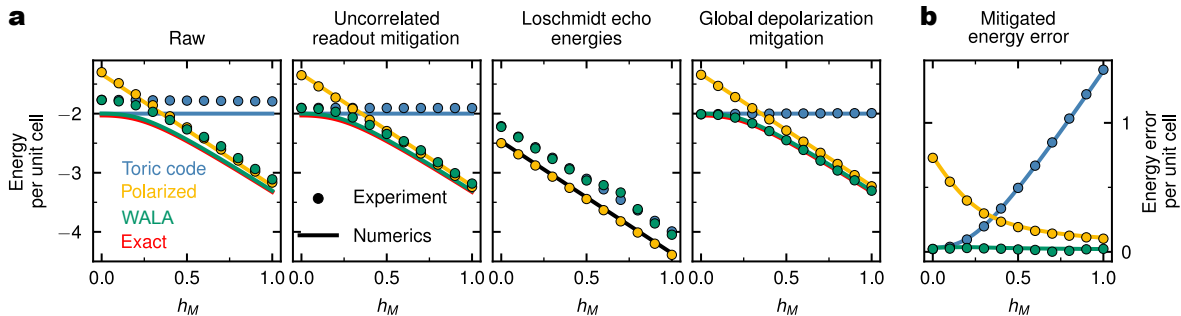 a
b
Raw
Uncorrelated
readout mitigation
Loschmidt echo
energies
Global depolarization
mitgation
Mitigated
energy error
Energy
per unit cell
−2
−3
−4
Toric code
Polarized
WALA
Exact
Experiment
Numerics
0.0 0.5 1.0
0.0 0.5 1.0
0.0 0.5 1.0
0.0 0.5 1.0
0.0 0.5 1.0
h_M
h_M
h_M
h_M
h_M
1
0
Energy error
per unit cell